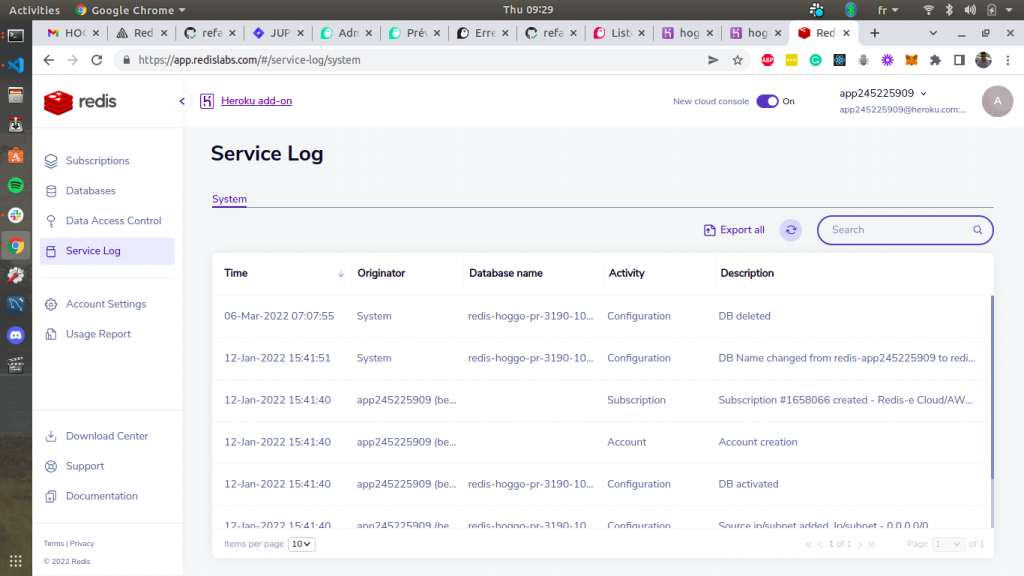 Activities Google Chrome Thu 09:29 fr
HO Red refa JUP Adn Prév Erre refa List hog hog Red
https://app.redislabs.com/#/service-log/system
redis Heroku add-on New cloud console On app245225909
app245225909@heroku.com:...
A
Service Log
System
Subscriptions
Databases
Data Access Control
Service Log
Account Settings
Usage Report
Download Center
Support
Documentation
Terms | Privacy
© 2022 Redis
Export all Search
Time Originator Database name Activity Description
06-Mar-2022 07:07:55 System redis-hoggo-pr-3190-10... Configuration DB deleted
12-Jan-2022 15:41:51 System redis-hoggo-pr-3190-10... Configuration DB Name changed from redis-app245225909 to redi...
12-Jan-2022 15:41:40 app245225909 (be... Subscription Subscription #1658066 created - Redis-e Cloud/AW...
12-Jan-2022 15:41:40 app245225909 (be... Account Account creation
12-Jan-2022 15:41:40 app245225909 (be... redis-hoggo-pr-3190-10... Configuration DB activated
12-Jan-2022 15:41:40 app245225909 (be... redis-hoggo-pr-3190-10... Configuration Source ip/subnet added. Ip/subnet - 0.0.0.0/0
Items per page 10 1 of 1 Page 1 of 1